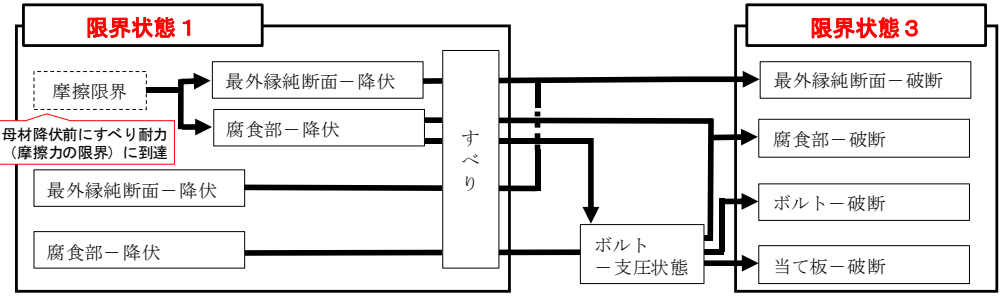 限界状態１
限界状態３
摩擦限界
母材降伏前にすべり耐力
（摩擦力の限界）に到達
最外縁純断面－降伏
腐食部－降伏
最外縁純断面－降伏
腐食部－降伏
すべり
ボルト
－支圧状態
最外縁純断面－破断
腐食部－破断
ボルト－破断
当て板－破断